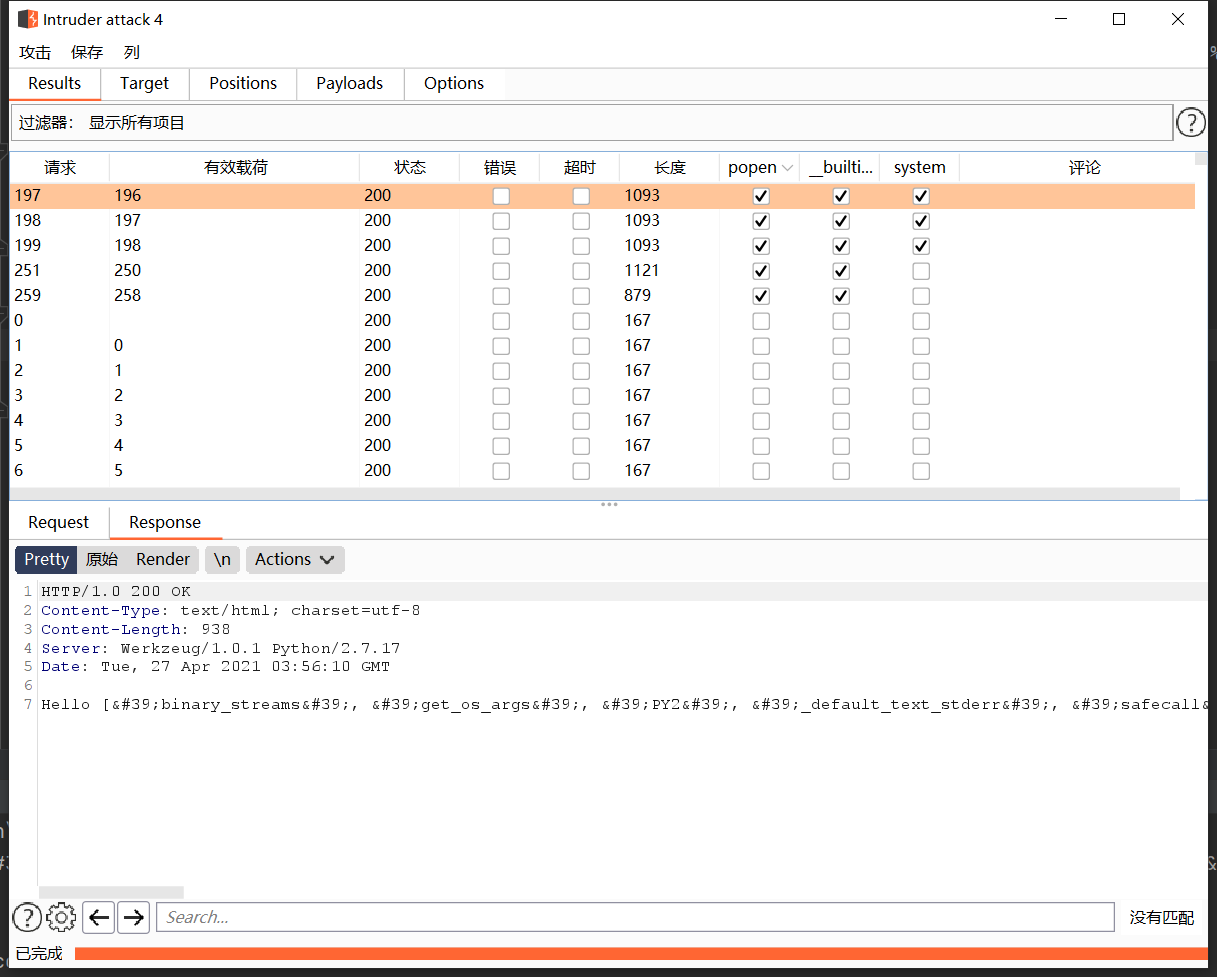 Intruder attack 4
攻击 保存 列
Results Target Positions Payloads Options
过滤器： 显示所有项目
请求 有效载荷 状态 错误 超时 长度 popen __builti... system 评论
197 196 200 1093
198 197 200 1093
199 198 200 1093
251 250 200 1121
259 258 200 879
0 200 167
1 0 200 167
2 1 200 167
3 2 200 167
4 3 200 167
5 4 200 167
6 5 200 167
Request Response
Pretty 原始 Render \n Actions
1 HTTP/1.0 200 OK
2 Content-Type: text/html; charset=utf-8
3 Content-Length: 938
4 Server: Werkzeug/1.0.1 Python/2.7.17
5 Date: Tue, 27 Apr 2021 03:56:10 GMT
6
7 Hello [&#39;binary_streams&#39;, &#39;get_os_args&#39;, &#39;PY2&#39;, &#39;_default_text_stderr&#39;, &#39;safecall&
Search... 没有匹配
已完成